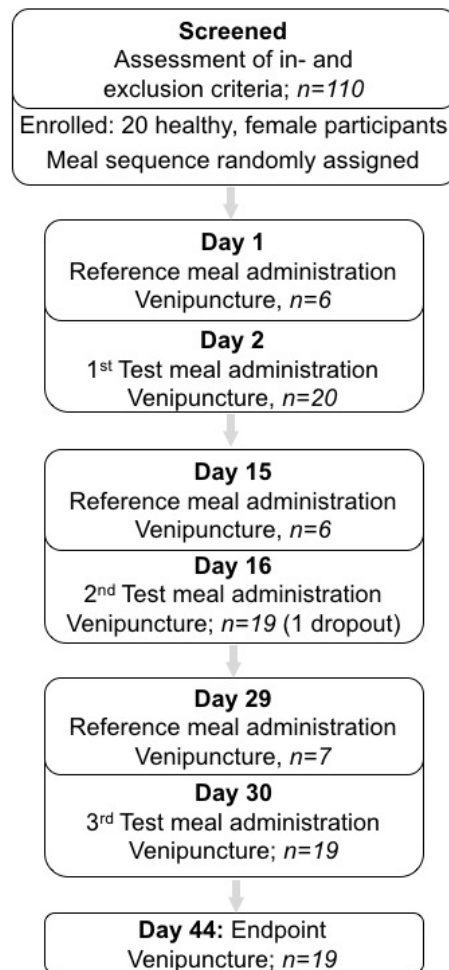 Screened
Assessment of in- and
exclusion criteria; n=110
Enrolled: 20 healthy, female participants
Meal sequence randomly assigned
Day 1
Reference meal administration
Venipuncture, n=6
Day 2
1st Test meal administration
Venipuncture, n=20
Day 15
Reference meal administration
Venipuncture, n=6
Day 16
2nd Test meal administration
Venipuncture; n=19 (1 dropout)
Day 29
Reference meal administration
Venipuncture, n=7
Day 30
3rd Test meal administration
Venipuncture; n=19
Day 44: Endpoint
Venipuncture; n=19